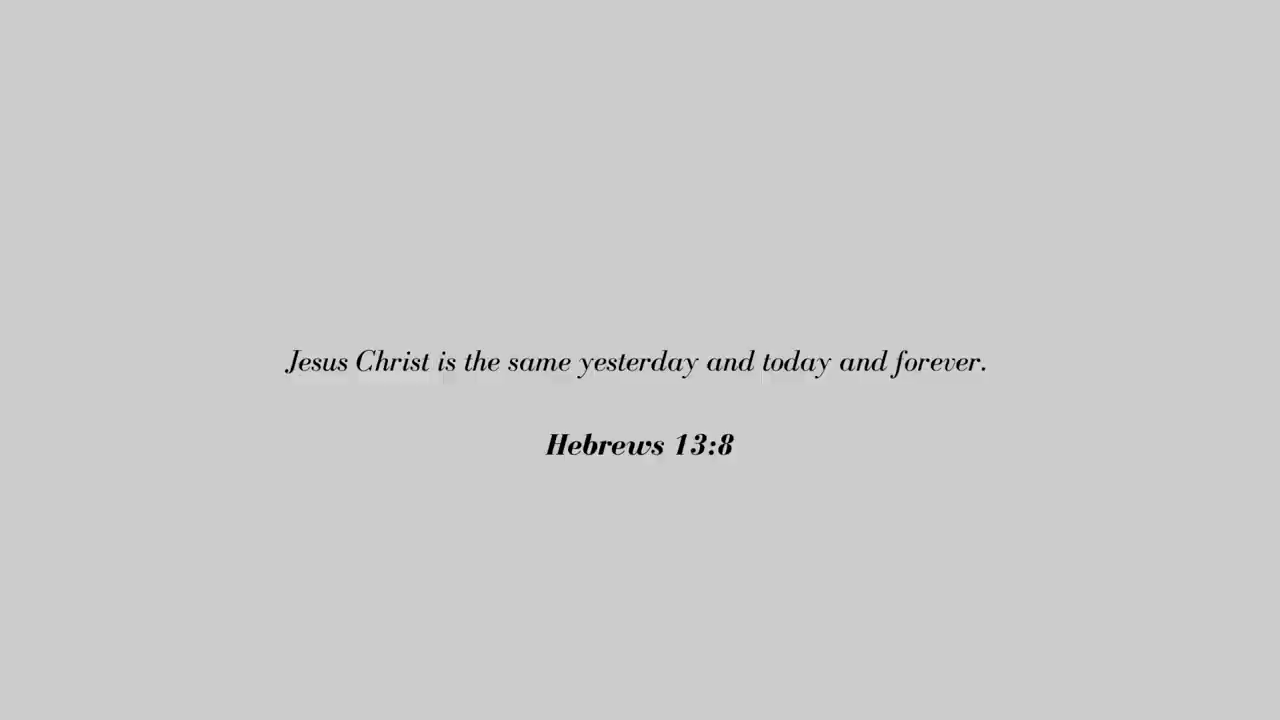 Jesus Christ is the same yesterday and today and forever.
Hebrews 13:8